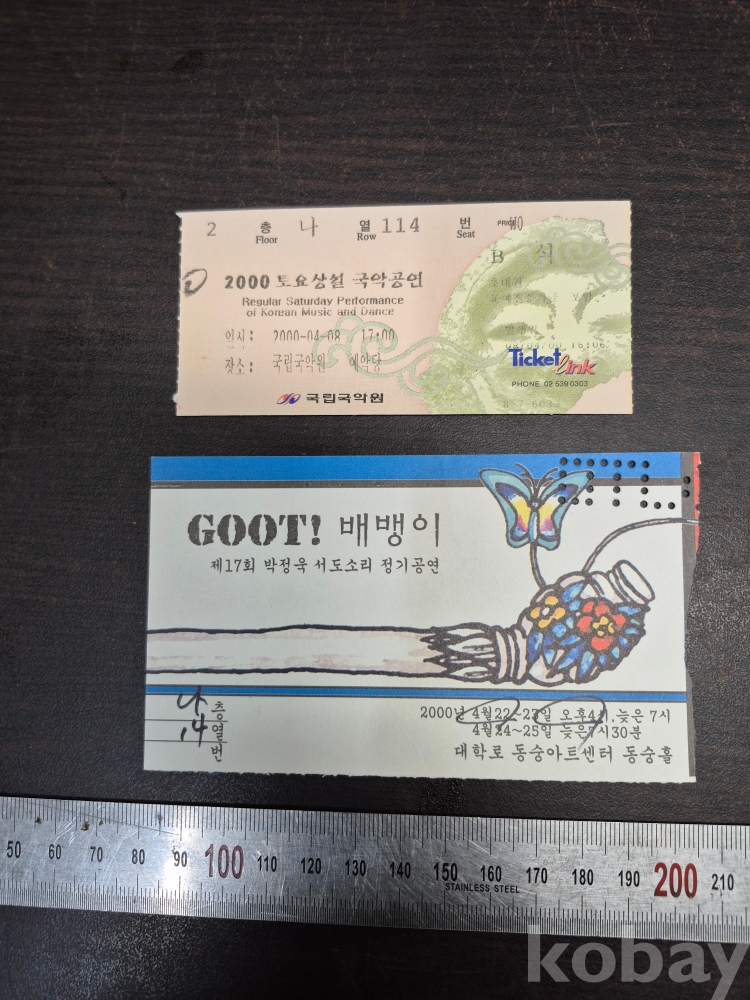 2 층 나 열 114 번
Floor Row Seat PRICE
B 석
2000 토요상설 국악공연
Regular Saturday Performance
of Korean Music and Dance
일시: 2000-04-08 17:00
장소: 국립국악원 예악당
Ticket Link
PHONE 02 539 0303
국립국악원
GOOT! 배뱅이
제17회 박정욱 서도소리 정기공연
나 층
열
14 번
2000년 4월22~23일 오후4시, 늦은 7시
4월24~25일 늦은7시30분
대학로 동숭아트센터 동숭홀
50 60 70 80 90 100 110 120 130 140 150 160 170 180 190 200 210
STAINLESS STEEL
kobay